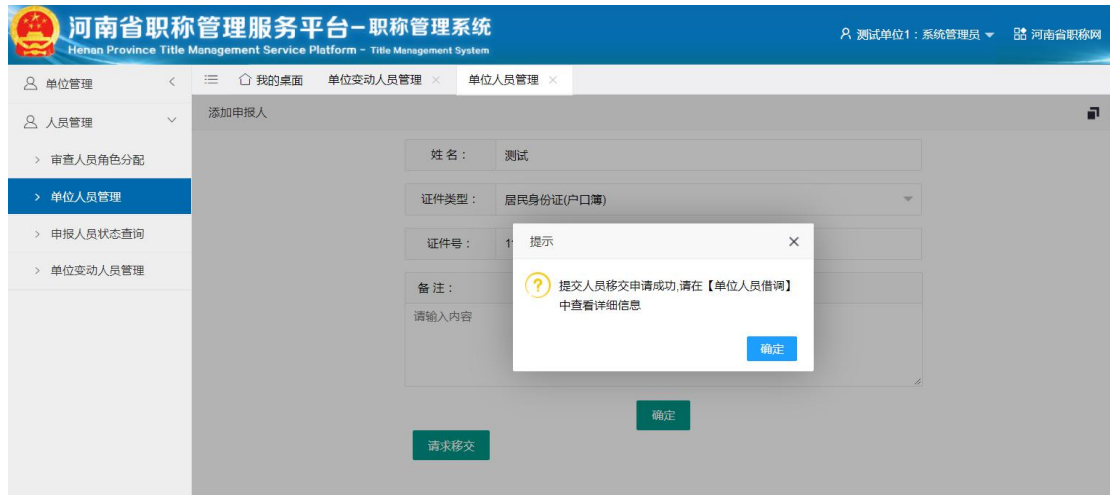 河南省职称管理服务平台-职称管理系统
Henan Province Title Management Service Platform - Title Management System
测试单位1：系统管理员
河南省职称网
单位管理
我的桌面
单位变动人员管理
单位人员管理
人员管理
添加申报人
审查人员角色分配
姓 名：
测试
单位人员管理
证件类型：
居民身份证(户口簿)
申报人员状态查询
证件号：
提示
单位变动人员管理
备 注：
提交人员移交申请成功,请在【单位人员借调】
中查看详细信息
请输入内容
确定
确定
请求移交